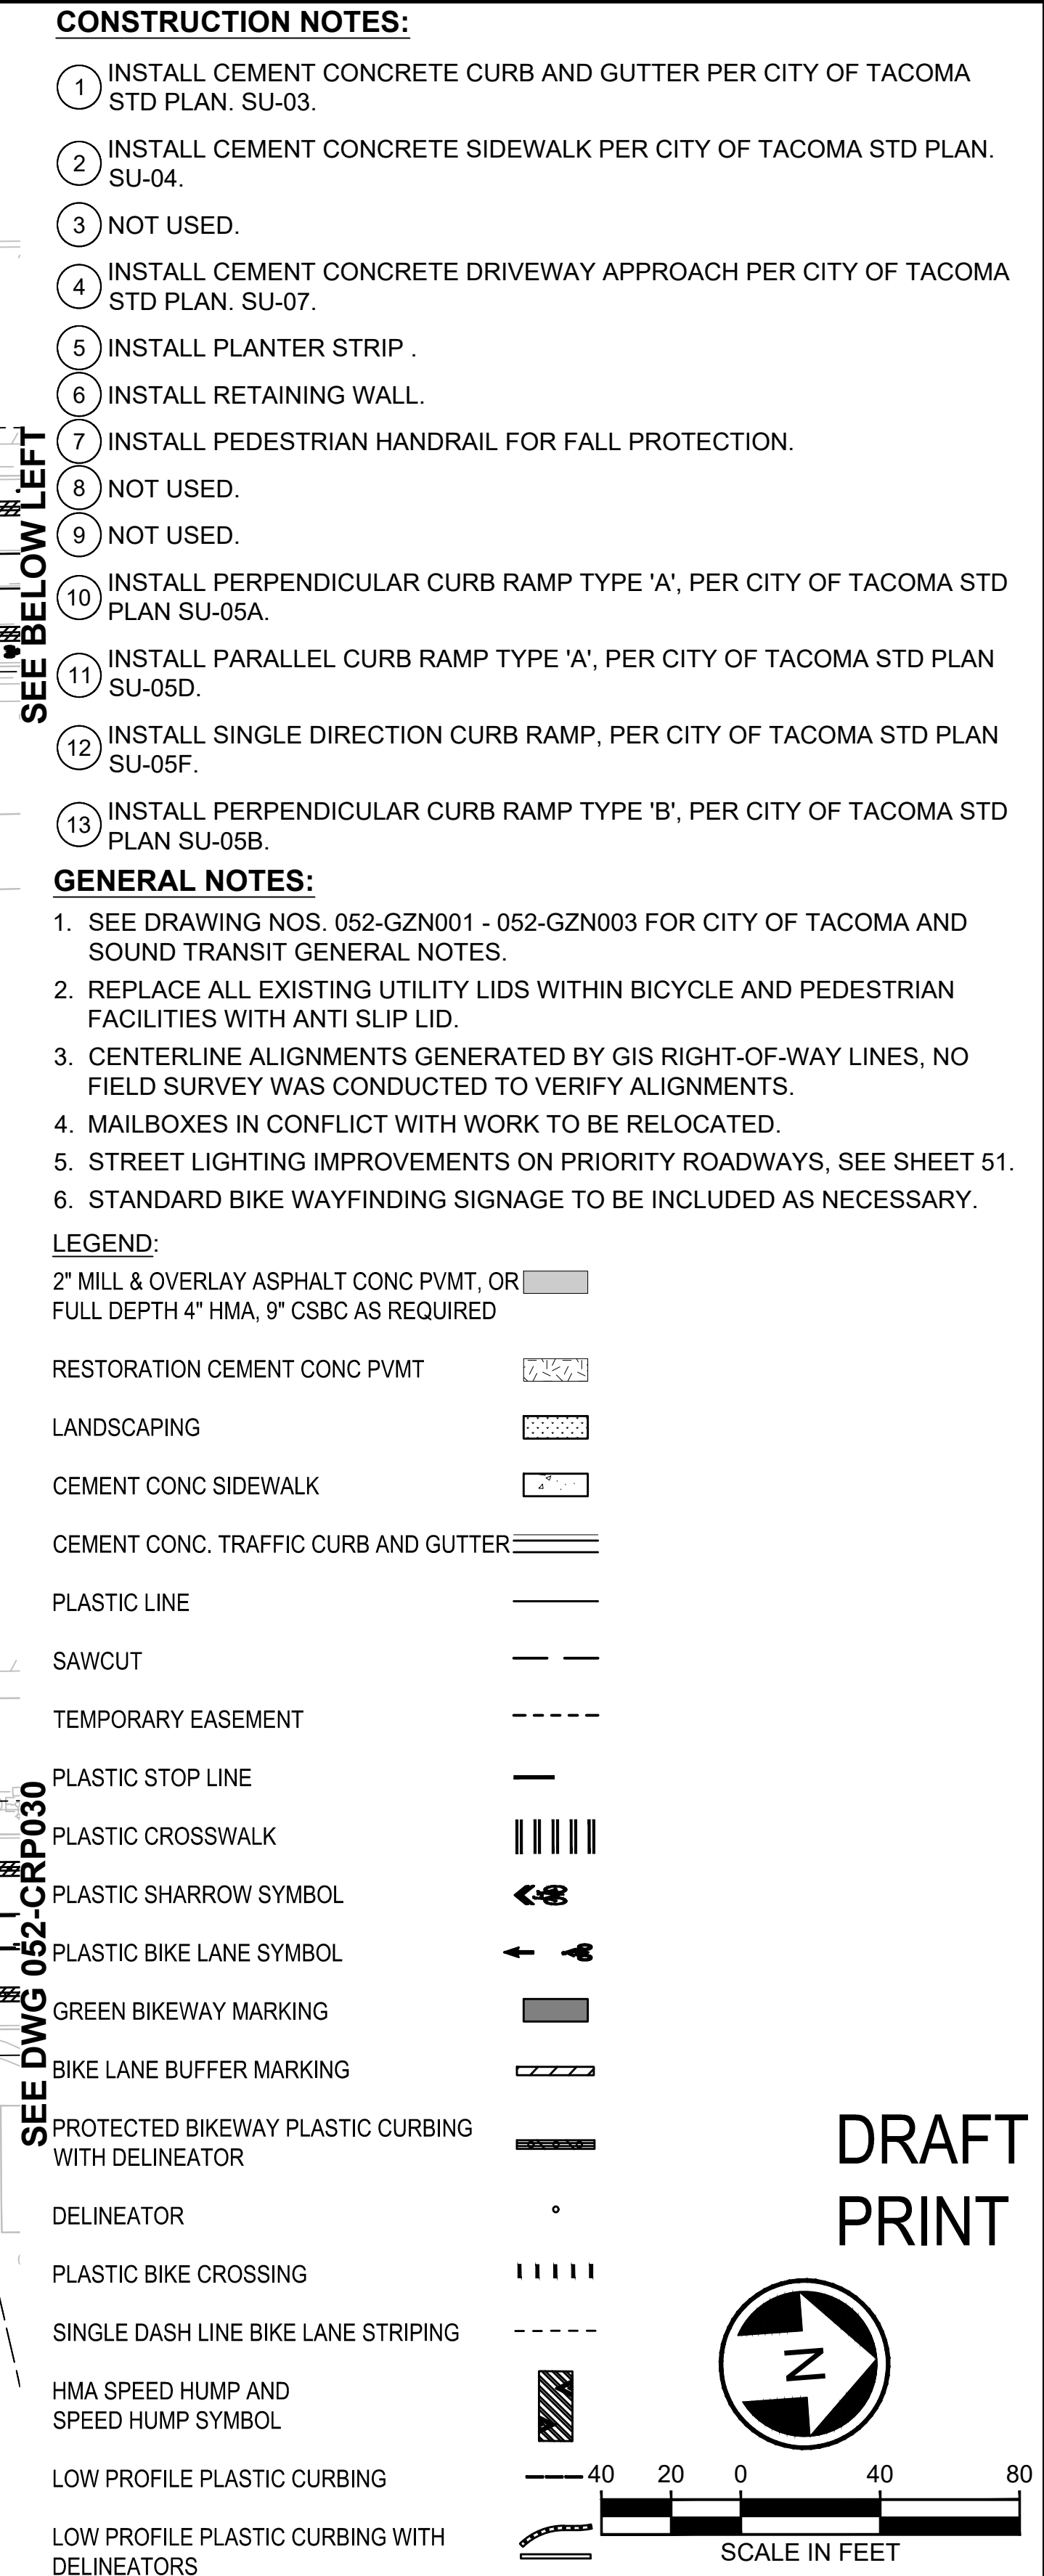 CONSTRUCTION NOTES:
1 INSTALL CEMENT CONCRETE CURB AND GUTTER PER CITY OF TACOMA
STD PLAN. SU-03.
2 INSTALL CEMENT CONCRETE SIDEWALK PER CITY OF TACOMA STD PLAN.
SU-04.
3 NOT USED.
4 INSTALL CEMENT CONCRETE DRIVEWAY APPROACH PER CITY OF TACOMA
STD PLAN. SU-07.
5 INSTALL PLANTER STRIP .
6 INSTALL RETAINING WALL.
7 INSTALL PEDESTRIAN HANDRAIL FOR FALL PROTECTION.
8 NOT USED.
9 NOT USED.
10 INSTALL PERPENDICULAR CURB RAMP TYPE 'A', PER CITY OF TACOMA STD
PLAN SU-05A.
11 INSTALL PARALLEL CURB RAMP TYPE 'A', PER CITY OF TACOMA STD PLAN
SU-05D.
12 INSTALL SINGLE DIRECTION CURB RAMP, PER CITY OF TACOMA STD PLAN
SU-05F.
13 INSTALL PERPENDICULAR CURB RAMP TYPE 'B', PER CITY OF TACOMA STD
PLAN SU-05B.
SEE BELOW LEFT
GENERAL NOTES:
1. SEE DRAWING NOS. 052-GZN001 - 052-GZN003 FOR CITY OF TACOMA AND
SOUND TRANSIT GENERAL NOTES.
2. REPLACE ALL EXISTING UTILITY LIDS WITHIN BICYCLE AND PEDESTRIAN
FACILITIES WITH ANTI SLIP LID.
3. CENTERLINE ALIGNMENTS GENERATED BY GIS RIGHT-OF-WAY LINES, NO
FIELD SURVEY WAS CONDUCTED TO VERIFY ALIGNMENTS.
4. MAILBOXES IN CONFLICT WITH WORK TO BE RELOCATED.
5. STREET LIGHTING IMPROVEMENTS ON PRIORITY ROADWAYS, SEE SHEET 51.
6. STANDARD BIKE WAYFINDING SIGNAGE TO BE INCLUDED AS NECESSARY.
LEGEND:
2" MILL & OVERLAY ASPHALT CONC PVMT, OR
FULL DEPTH 4" HMA, 9" CSBC AS REQUIRED
RESTORATION CEMENT CONC PVMT
LANDSCAPING
CEMENT CONC SIDEWALK
CEMENT CONC. TRAFFIC CURB AND GUTTER
PLASTIC LINE
SAWCUT
TEMPORARY EASEMENT
PLASTIC STOP LINE
PLASTIC CROSSWALK
PLASTIC SHARROW SYMBOL
PLASTIC BIKE LANE SYMBOL
GREEN BIKEWAY MARKING
BIKE LANE BUFFER MARKING
PROTECTED BIKEWAY PLASTIC CURBING
WITH DELINEATOR
DELINEATOR
PLASTIC BIKE CROSSING
SINGLE DASH LINE BIKE LANE STRIPING
HMA SPEED HUMP AND
SPEED HUMP SYMBOL
LOW PROFILE PLASTIC CURBING
LOW PROFILE PLASTIC CURBING WITH
DELINEATORS
SEE DWG 052-CRP030
DRAFT
PRINT
N
40 20 0 40 80
SCALE IN FEET